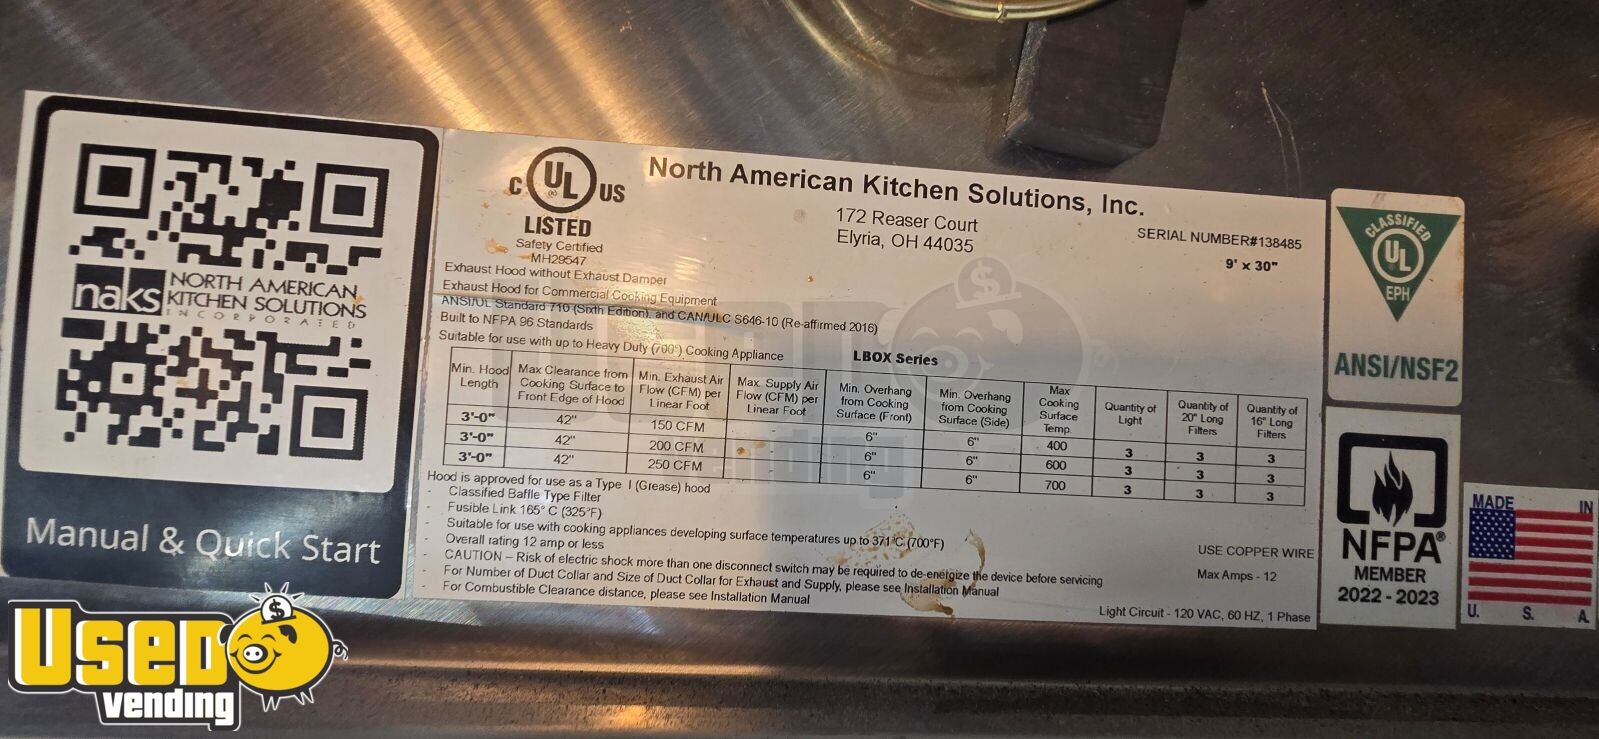 naks NORTH AMERICAN
KITCHEN SOLUTIONS
INCORPORATED
Manual & Quick Start
C UL US
®
LISTED
Safety Certified
MH29547
North American Kitchen Solutions, Inc.
172 Reaser Court
Elyria, OH 44035
SERIAL NUMBER#138485
9' x 30"
Exhaust Hood without Exhaust Damper
Exhaust Hood for Commercial Cooking Equipment
ANSI/UL Standard 710 (Sixth Edition), and CAN/ULC S646-10 (Re-affirmed 2016)
Built to NFPA 96 Standards
Suitable for use with up to Heavy Duty (700°) Cooking Appliance
LBOX Series
Min. Hood Length
Max Clearance from Cooking Surface to Front Edge of Hood
Min. Exhaust Air Flow (CFM) per Linear Foot
Max. Supply Air Flow (CFM) per Linear Foot
Min. Overhang from Cooking Surface (Front)
Min. Overhang from Cooking Surface (Side)
Max Cooking Surface Temp.
Quantity of Light
Quantity of 20" Long Filters
Quantity of 16" Long Filters
3'-0" 42" 150 CFM - 6" 6" 400 3 3 3
3'-0" 42" 200 CFM - 6" 6" 600 3 3 3
3'-0" 42" 250 CFM - 6" 6" 700 3 3 3
Hood is approved for use as a Type I (Grease) hood
- Classified Baffle Type Filter
- Fusible Link 165° C (325°F)
- Suitable for use with cooking appliances developing surface temperatures up to 371°C (700°F)
- Overall rating 12 amp or less
- CAUTION – Risk of electric shock more than one disconnect switch may be required to de-energize the device before servicing
- For Number of Duct Collar and Size of Duct Collar for Exhaust and Supply, please see Installation Manual
- For Combustible Clearance distance, please see Installation Manual
USE COPPER WIRE
Max Amps - 12
Light Circuit - 120 VAC, 60 HZ, 1 Phase
CLASSIFIED
UL
EPH
ANSI/NSF2
NFPA®
MEMBER
2022 - 2023
MADE IN
U. S. A.
USED
vending